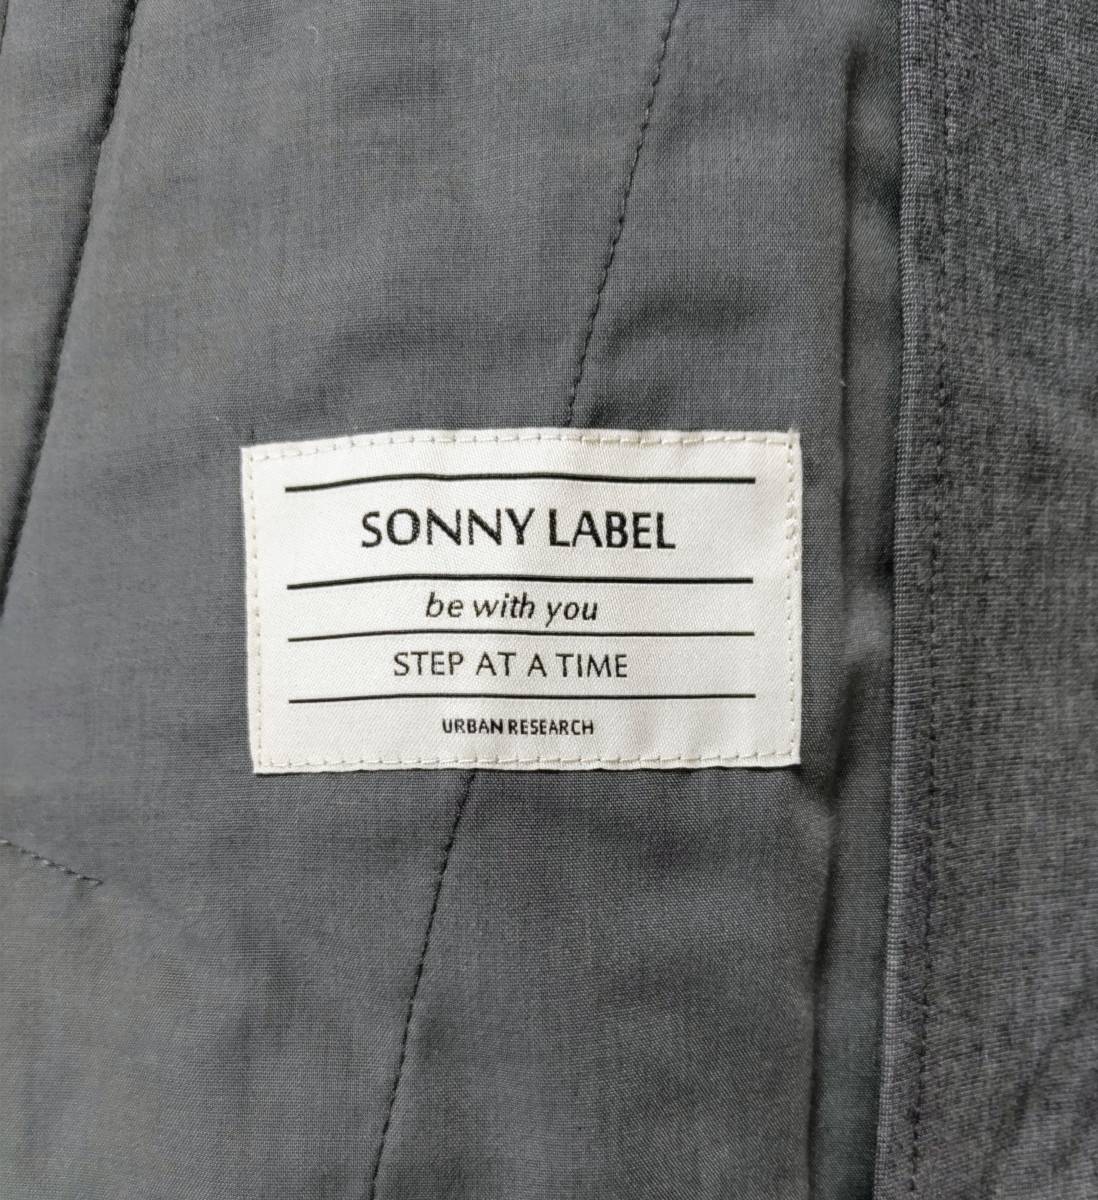 SONNY LABEL
be with you
STEP AT A TIME
URBAN RESEARCH